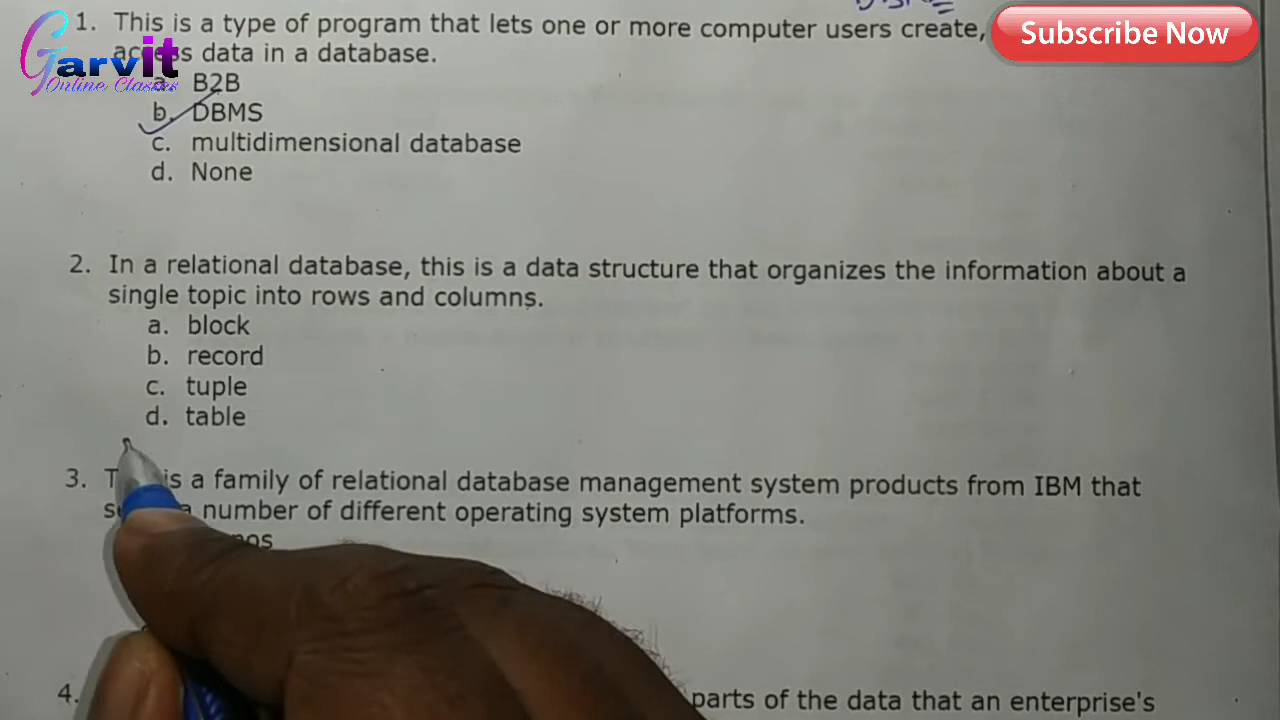 1. This is a type of program that lets one or more computer users create,
access data in a database.
a. B2B
b. DBMS
c. multidimensional database
d. None
2. In a relational database, this is a data structure that organizes the information about a
single topic into rows and columns.
a. block
b. record
c. tuple
d. table
3. is a family of relational database management system products from IBM that
a number of different operating system platforms.
4. parts of the data that an enterprise's
Garvit
Online Classes
Subscribe Now